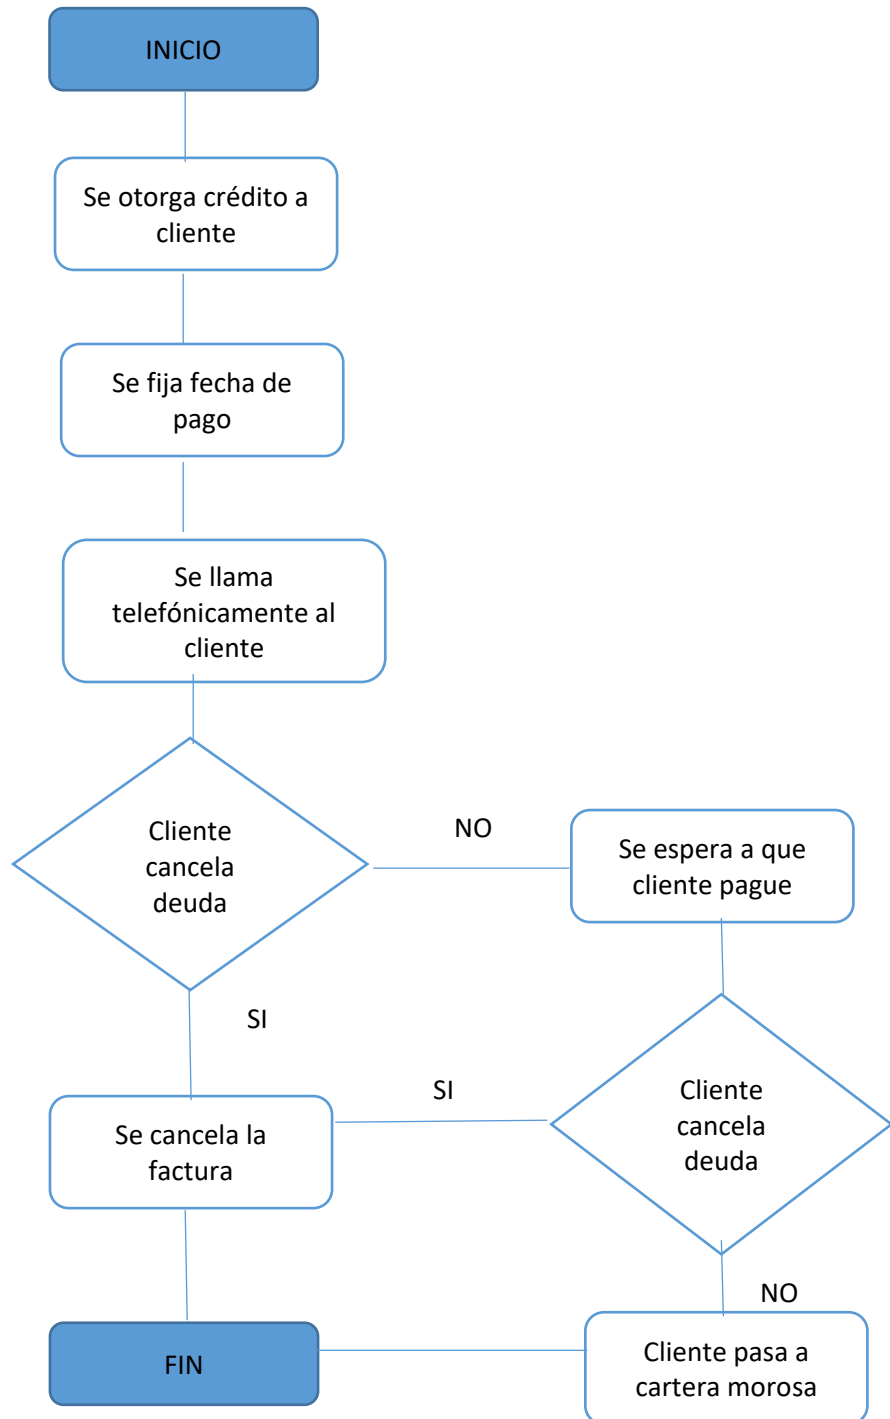 INICIO
Se otorga crédito a
cliente
Se fija fecha de
pago
Se llama
telefónicamente al
cliente
Cliente
cancela
deuda
NO
Se espera a que
cliente pague
SI
Se cancela la
factura
SI
Cliente
cancela
deuda
NO
FIN
Cliente pasa a
cartera morosa